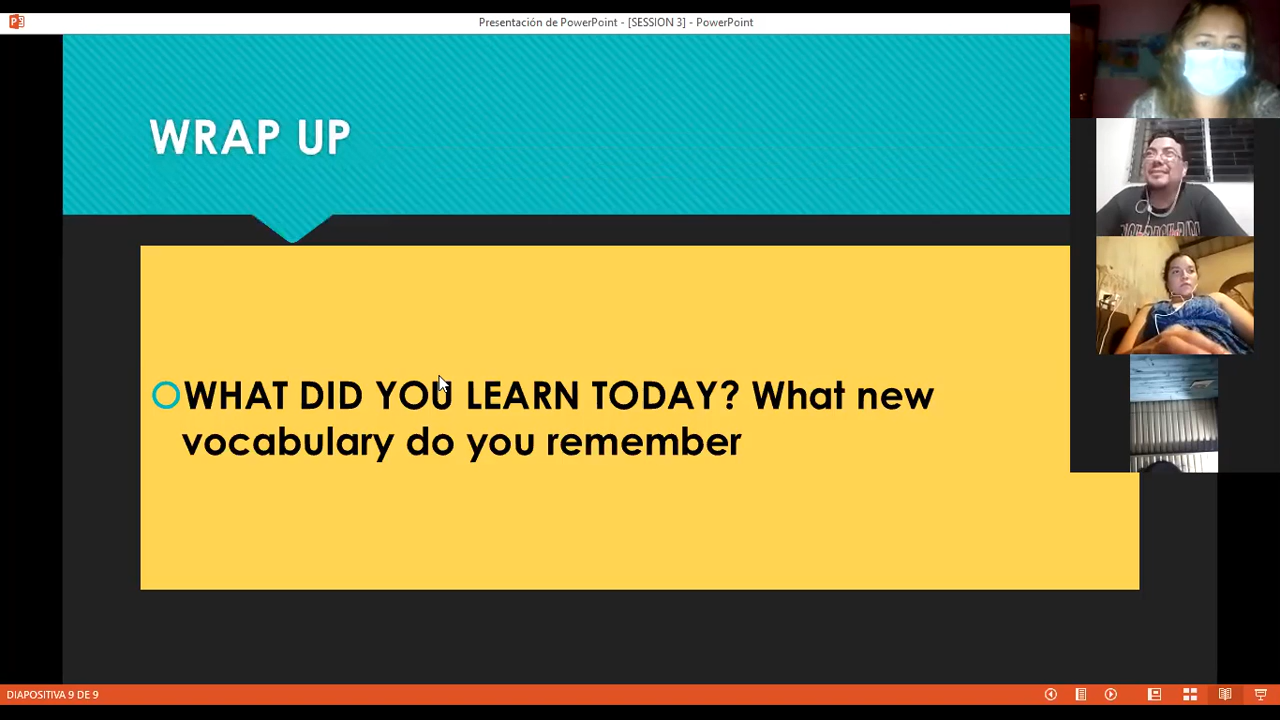 Presentación de PowerPoint - [SESSION 3] - PowerPoint
WRAP UP
WHAT DID YOU LEARN TODAY? What new
vocabulary do you remember
DIAPOSITIVA 9 DE 9